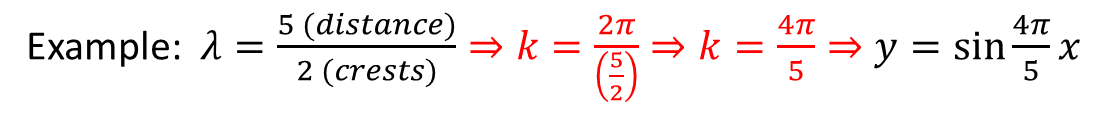 Example: λ = 5 (distance) / 2 (crests) ⇒ k = 2π / (5/2) ⇒ k = 4π / 5 ⇒ y = sin 4π/5 x